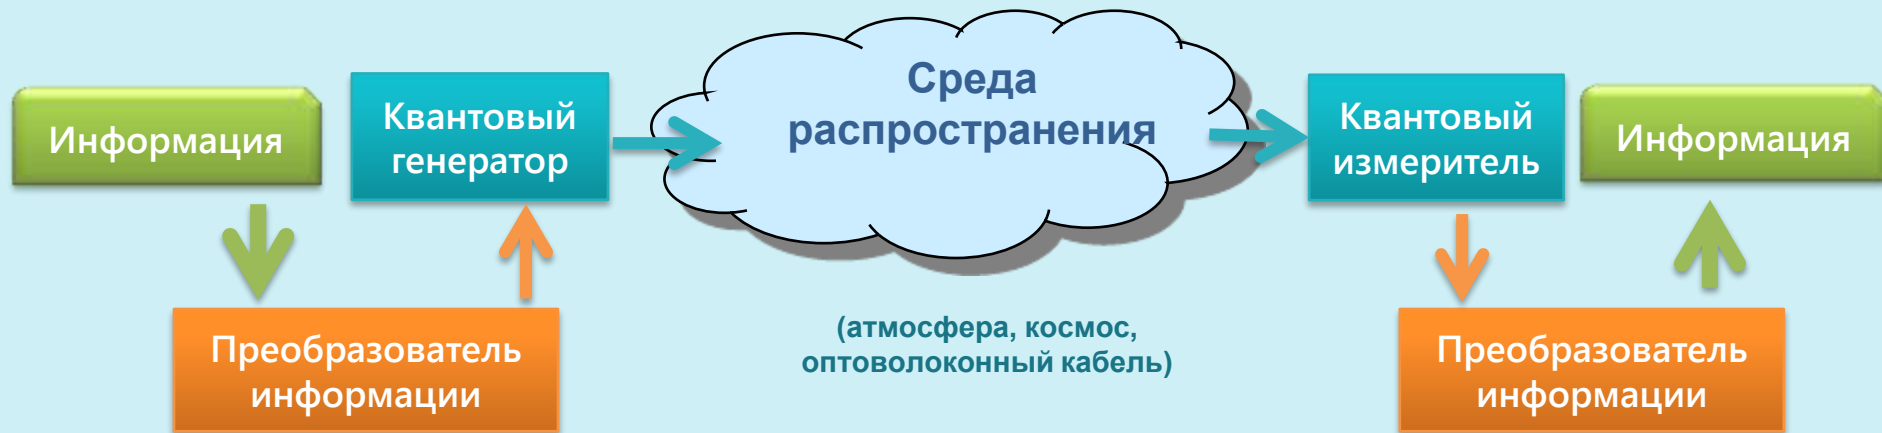 Информация
Квантовый
генератор
Среда
распространения
Квантовый
измеритель
Информация
Преобразователь
информации
(атмосфера, космос,
оптоволоконный кабель)
Преобразователь
информации